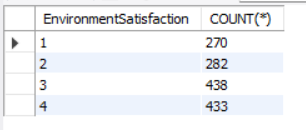 EnvironmentSatisfaction COUNT(*)
1 270
2 282
3 438
4 433